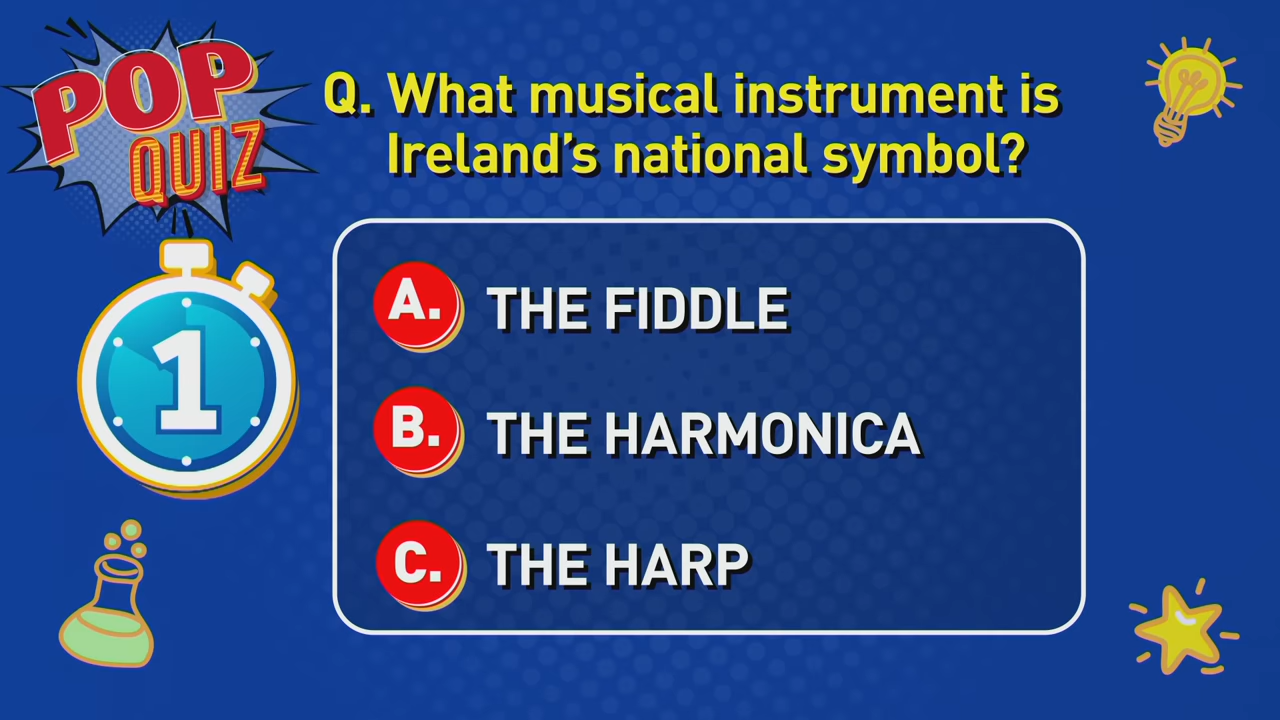 POP
QUIZ
Q. What musical instrument is
Ireland's national symbol?
1
A. THE FIDDLE
B. THE HARMONICA
C. THE HARP